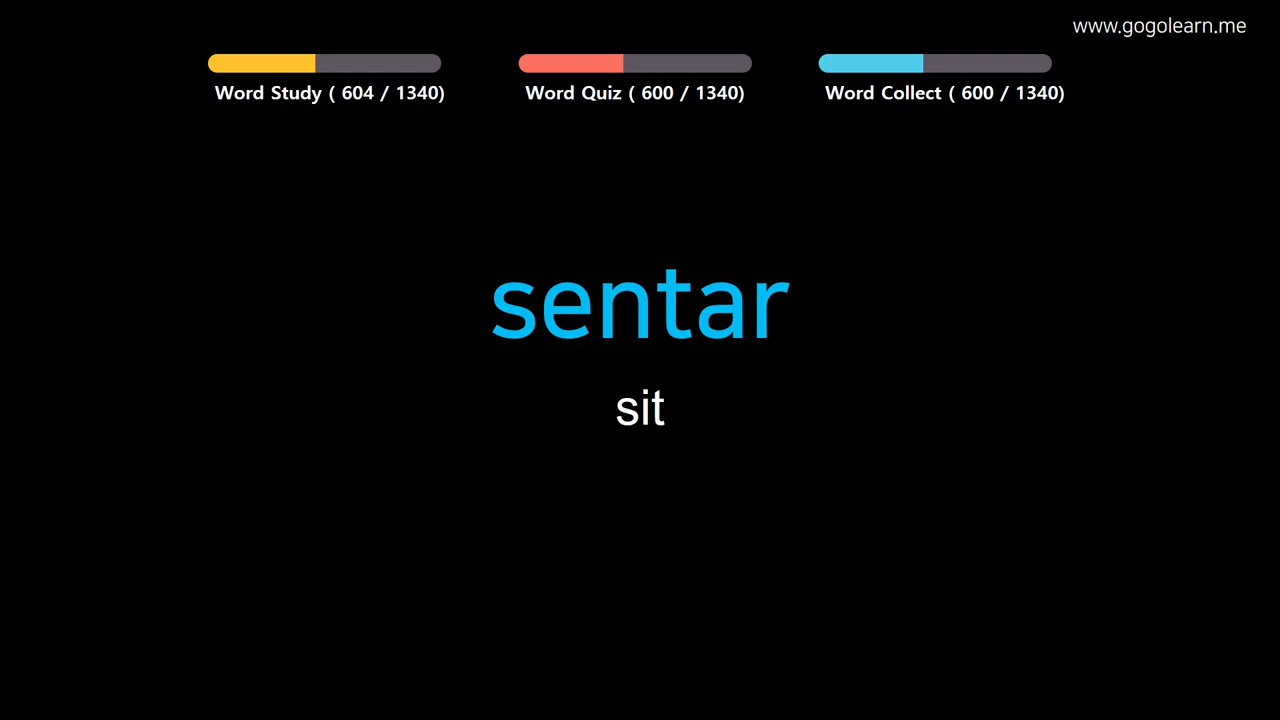 www.gogolearn.me
Word Study ( 604 / 1340)
Word Quiz ( 600 / 1340)
Word Collect ( 600 / 1340)
sentar
sit